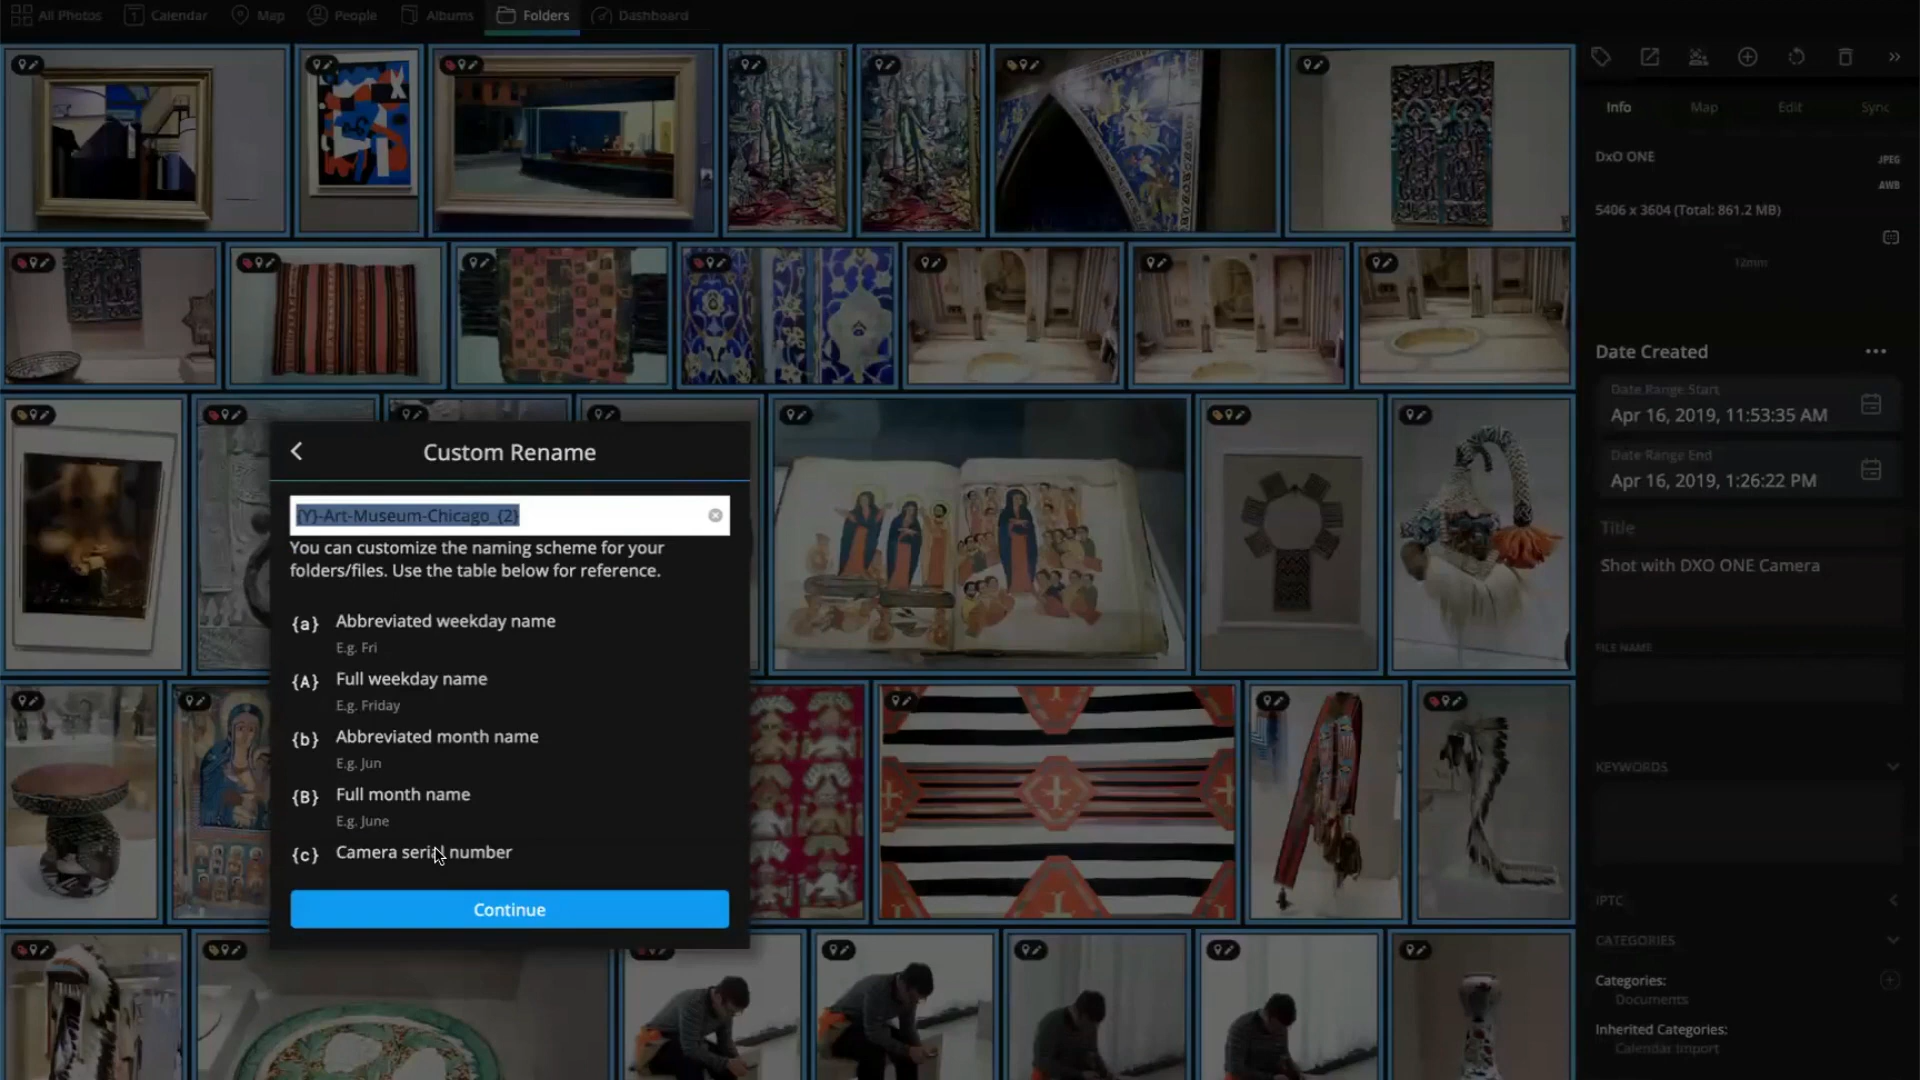 All Photos
Calendar
Map
People
Albums
Folders
Dashboard
Info
Map
Edit
Sync
DxO ONE
JPEG
AWB
5406 x 3604 (Total: 861.2 MB)
12mm
Date Created
Date Range Start
Apr 16, 2019, 11:53:35 AM
Date Range End
Apr 16, 2019, 1:26:22 PM
Title
Shot with DXO ONE Camera
FILE NAME
KEYWORDS
IPTC
CATEGORIES
Categories:
Documents
Inherited Categories:
Calendar Import
Custom Rename
{Y}-Art-Museum-Chicago_{2}
You can customize the naming scheme for your
folders/files. Use the table below for reference.
{a} Abbreviated weekday name
E.g. Fri
{A} Full weekday name
E.g. Friday
{b} Abbreviated month name
E.g. Jun
{B} Full month name
E.g. June
{c} Camera serial number
Continue